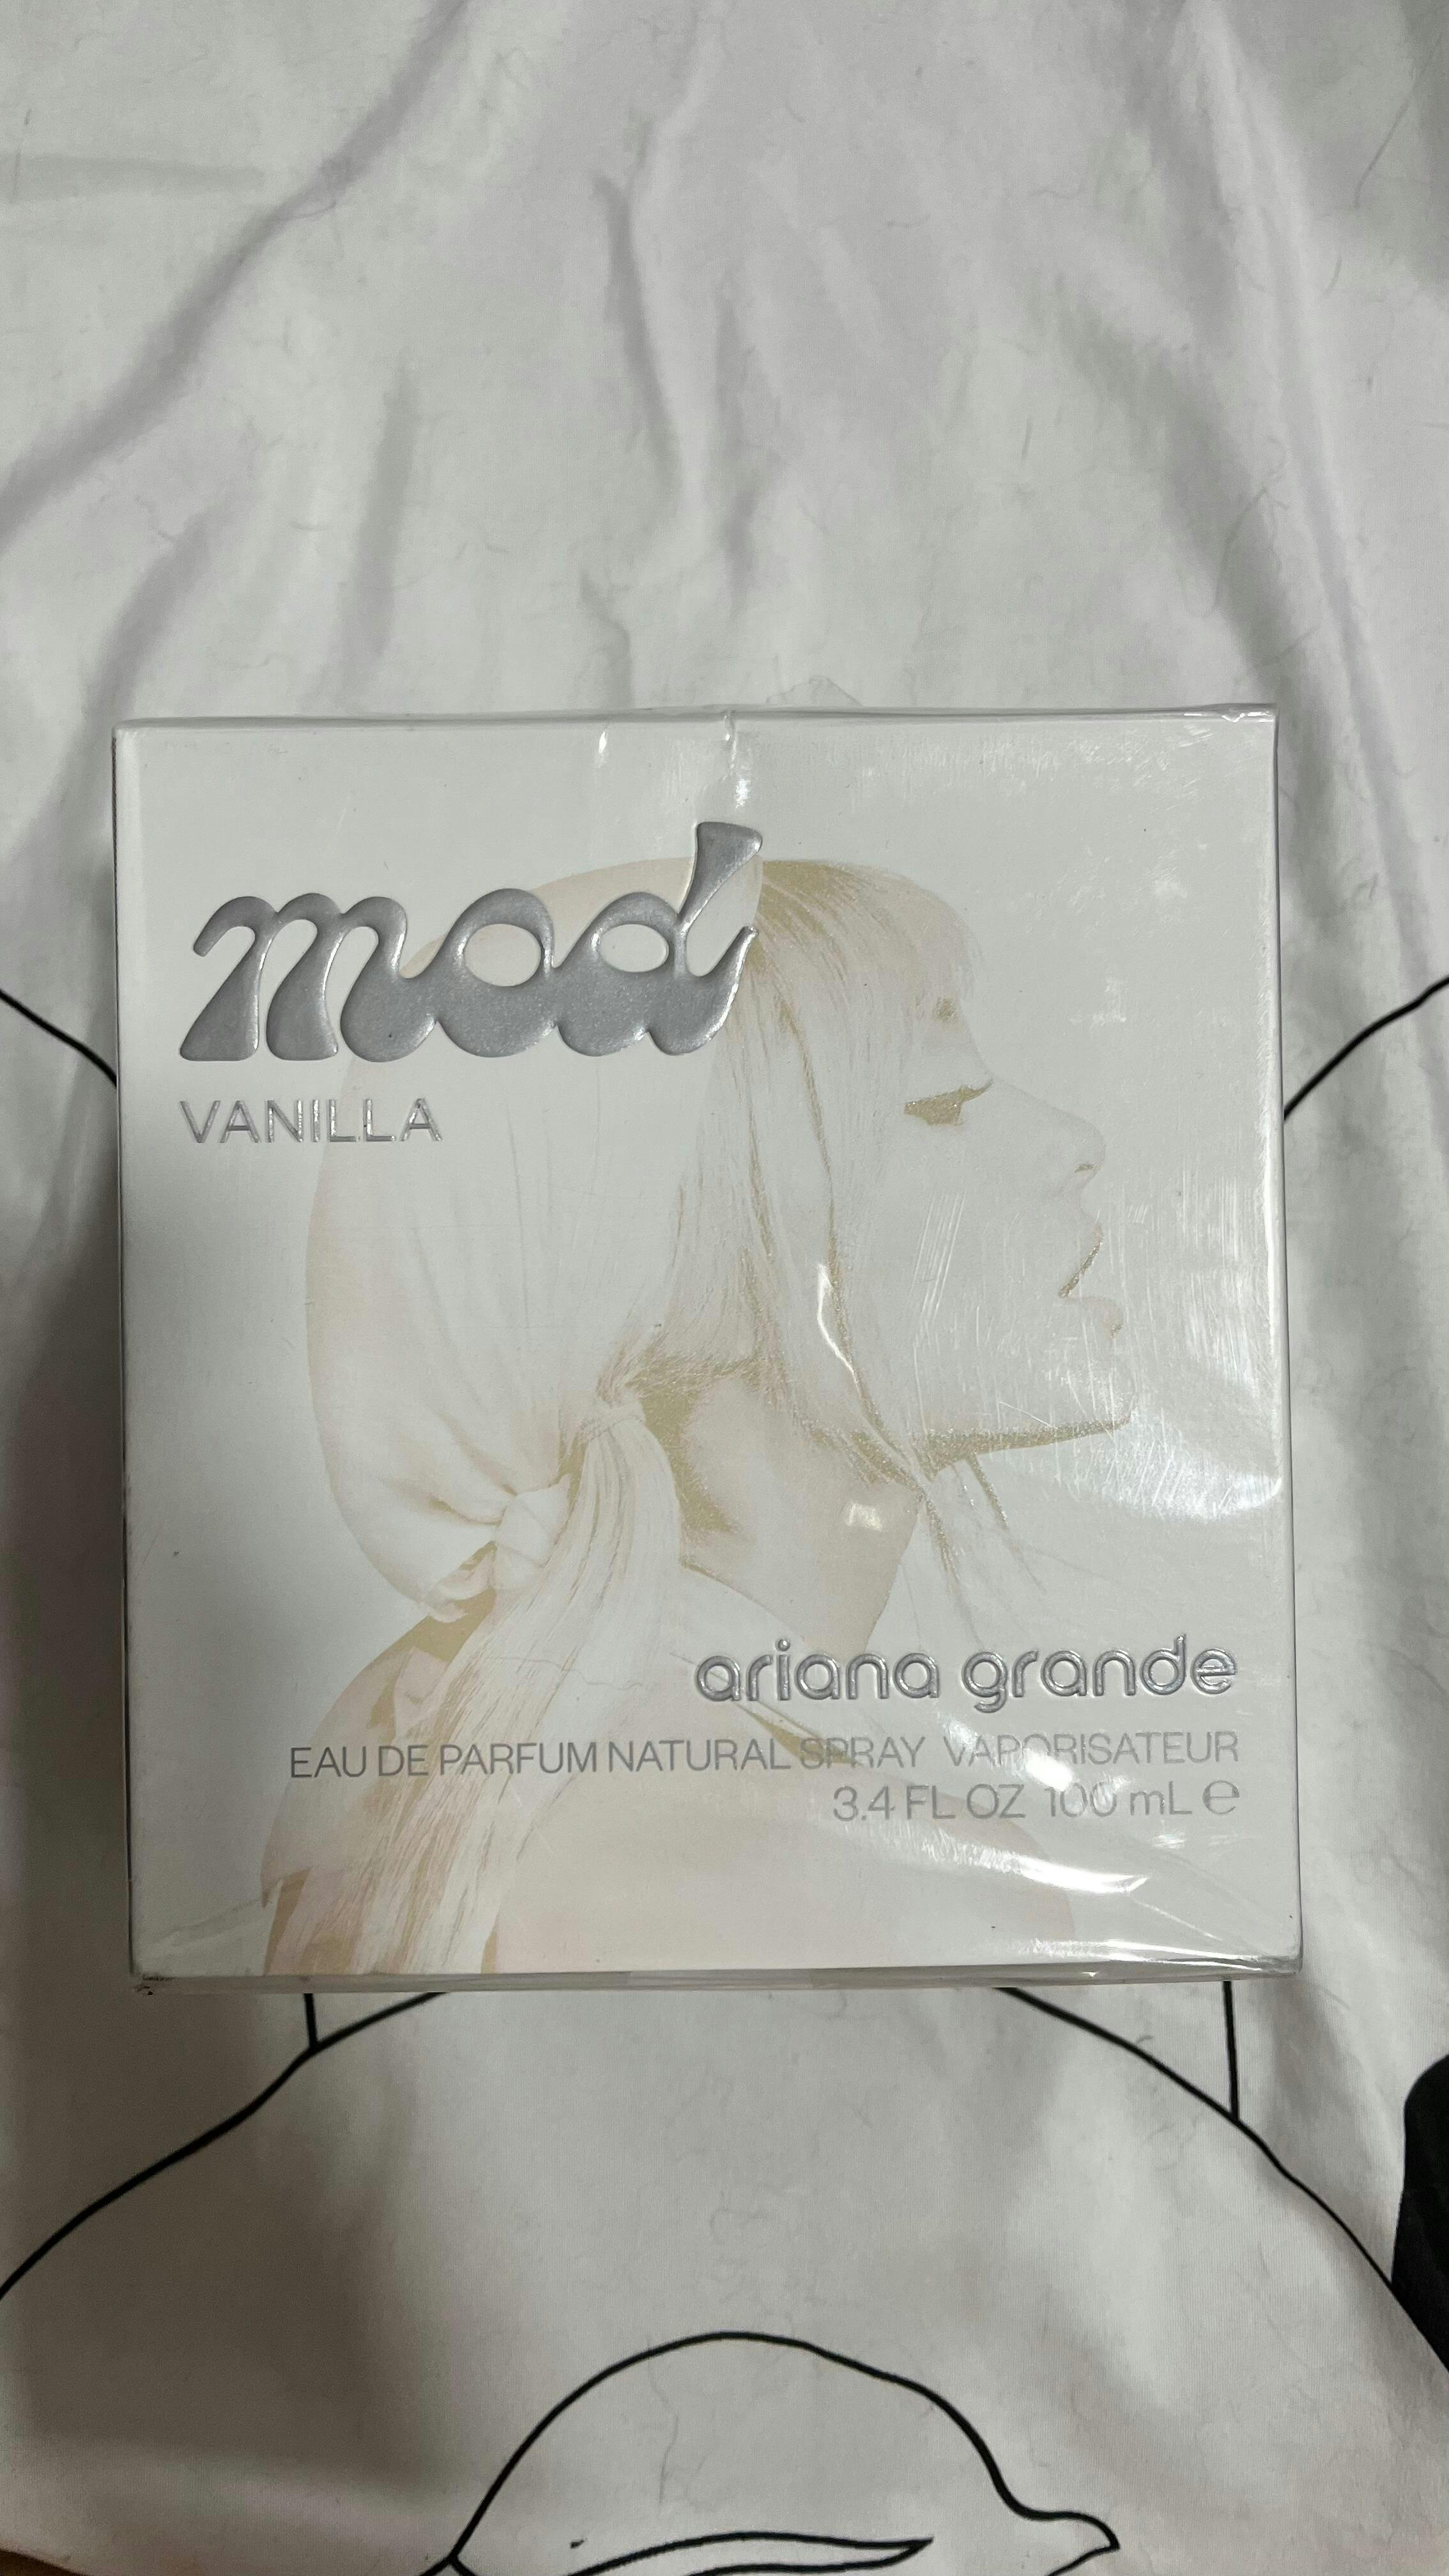 mod
VANILLA
ariana grande
EAU DE PARFUM NATURAL SPRAY VAPORISATEUR
3.4 FL OZ 100 mL ℮